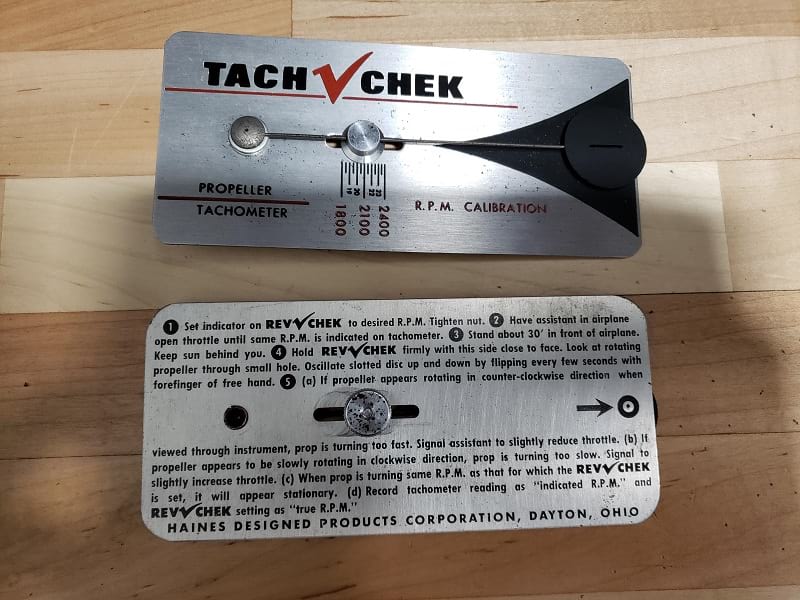 TACH CHEK
PROPELLER
TACHOMETER
19 20 22 23
1800 2100 2400
R.P.M. CALIBRATION
1 Set indicator on REV CHEK to desired R.P.M. Tighten nut. 2 Have assistant in airplane
open throttle until same R.P.M. is indicated on tachometer. 3 Stand about 30' in front of airplane.
Keep sun behind you. 4 Hold REV CHEK firmly with this side close to face. Look at rotating
propeller through small hole. Oscillate slotted disc up and down by flipping every few seconds with
forefinger of free hand. 5 (a) If propeller appears rotating in counter-clockwise direction when
viewed through instrument, prop is turning too fast. Signal assistant to slightly reduce throttle. (b) If
propeller appears to be slowly rotating in clockwise direction, prop is turning too slow. Signal to
slightly increase throttle. (c) When prop is turning same R.P.M. as that for which the REV CHEK
is set, it will appear stationary. (d) Record tachometer reading as "indicated R.P.M." and
REV CHEK setting as "true R.P.M."
HAINES DESIGNED PRODUCTS CORPORATION, DAYTON, OHIO